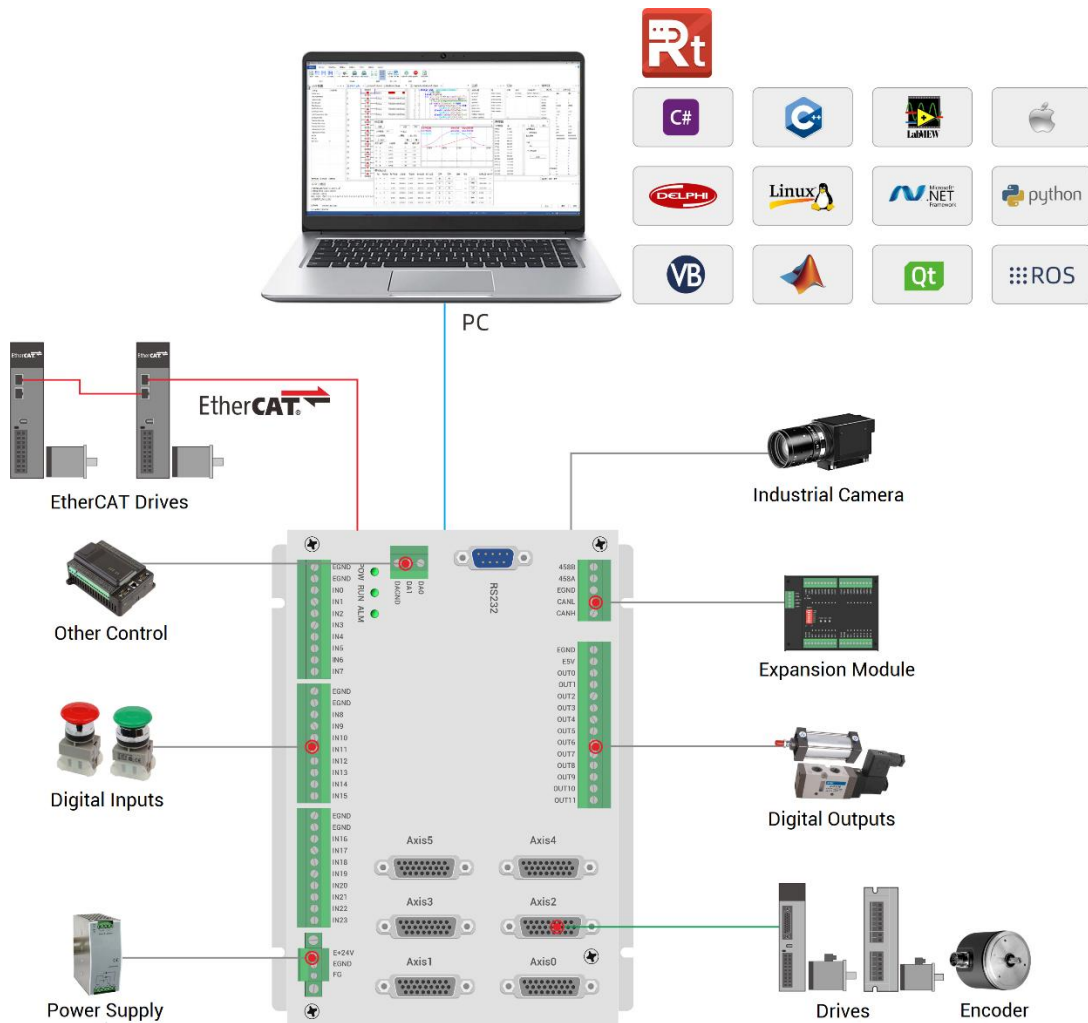 Rt
C#
C++
LabVIEW
DELPHI
Linux
Microsoft
.NET
Framework
python
VB
Qt
ROS
PC
EtherCAT
EtherCAT
EtherCAT
EtherCAT Drives
Industrial Camera
Other Control
Expansion Module
Digital Inputs
Digital Outputs
Power Supply
Drives
Encoder
POW
RUN
ALM
DAGND
DA1
DA0
RS232
EGND
EGND
IN0
IN1
IN2
IN3
IN4
IN5
IN6
IN7
EGND
EGND
IN8
IN9
IN10
IN11
IN12
IN13
IN14
IN15
EGND
EGND
IN16
IN17
IN18
IN19
IN20
IN21
IN22
IN23
E+24V
EGND
FG
458B
458A
EGND
CANL
CANH
EGND
E5V
OUT0
OUT1
OUT2
OUT3
OUT4
OUT5
OUT6
OUT7
OUT8
OUT9
OUT10
OUT11
Axis5
Axis4
Axis3
Axis2
Axis1
Axis0